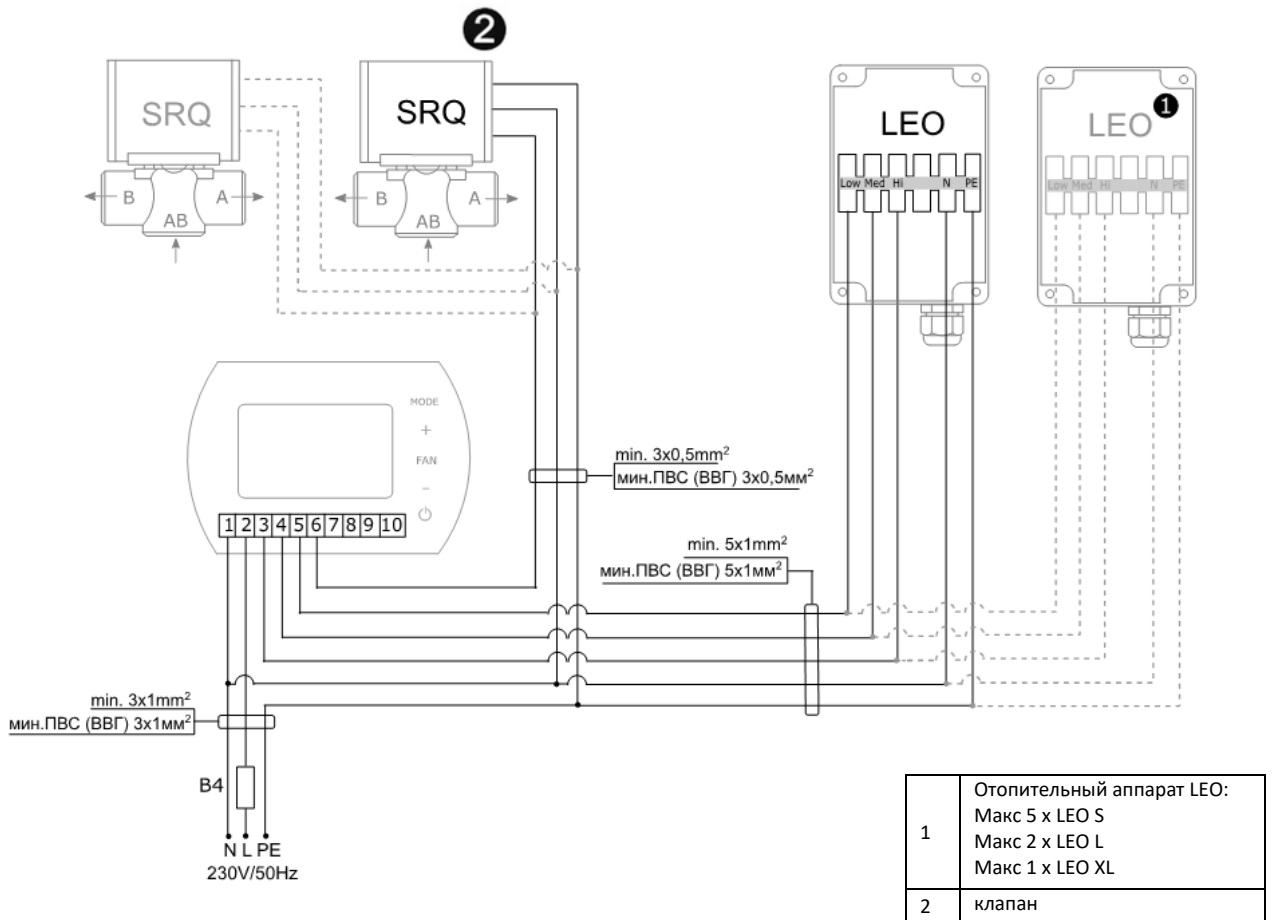 2
SRQ
B
A
AB
SRQ
B
A
AB
LEO
Low Med Hi N PE
LEO 1
Low Med Hi N PE
MODE
+
FAN
−
1 2 3 4 5 6 7 8 9 10
min. 3x0,5mm²
мин.ПВС (ВВГ) 3x0,5мм²
min. 5x1mm²
мин.ПВС (ВВГ) 5x1мм²
min. 3x1mm²
мин.ПВС (ВВГ) 3x1мм²
B4
N L PE
230V/50Hz
1
Отопительный аппарат LEO:
Макс 5 x LEO S
Макс 2 x LEO L
Макс 1 x LEO XL
2
клапан